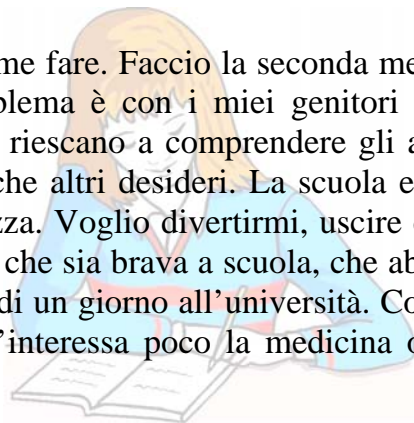 me fare. Faccio la seconda me
blema è con i miei genitori
riescano a comprendere gli a
che altri desideri. La scuola e
zza. Voglio divertirmi, uscire
che sia brava a scuola, che ab
di un giorno all'università. Co
'interessa poco la medicina o